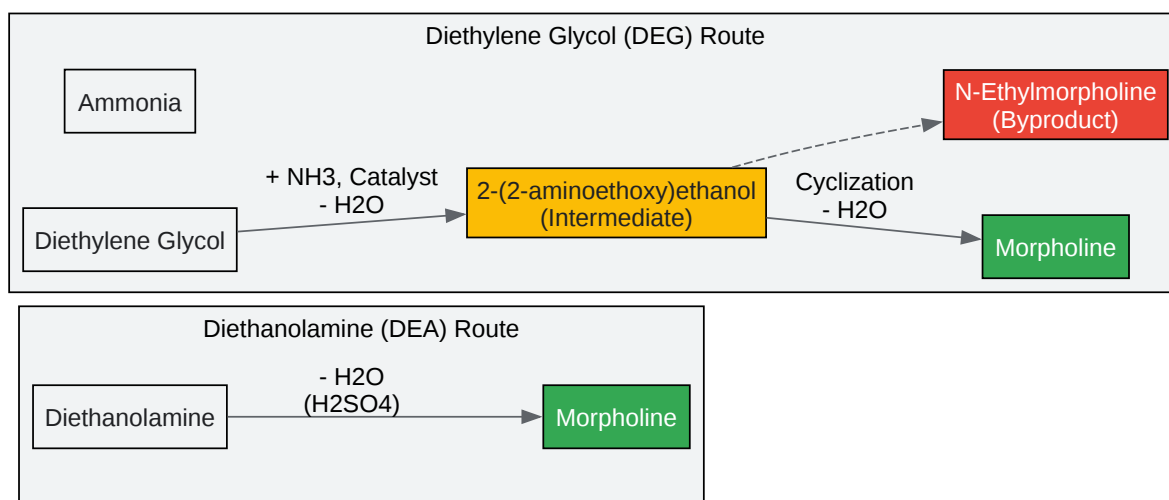 Diethylene Glycol (DEG) Route
Ammonia
N-Ethylmorpholine
(Byproduct)
+ NH3, Catalyst
- H2O
2-(2-aminoethoxy)ethanol
(Intermediate)
Cyclization
- H2O
Diethylene Glycol
Morpholine
Diethanolamine (DEA) Route
- H2O
(H2SO4)
Diethanolamine
Morpholine